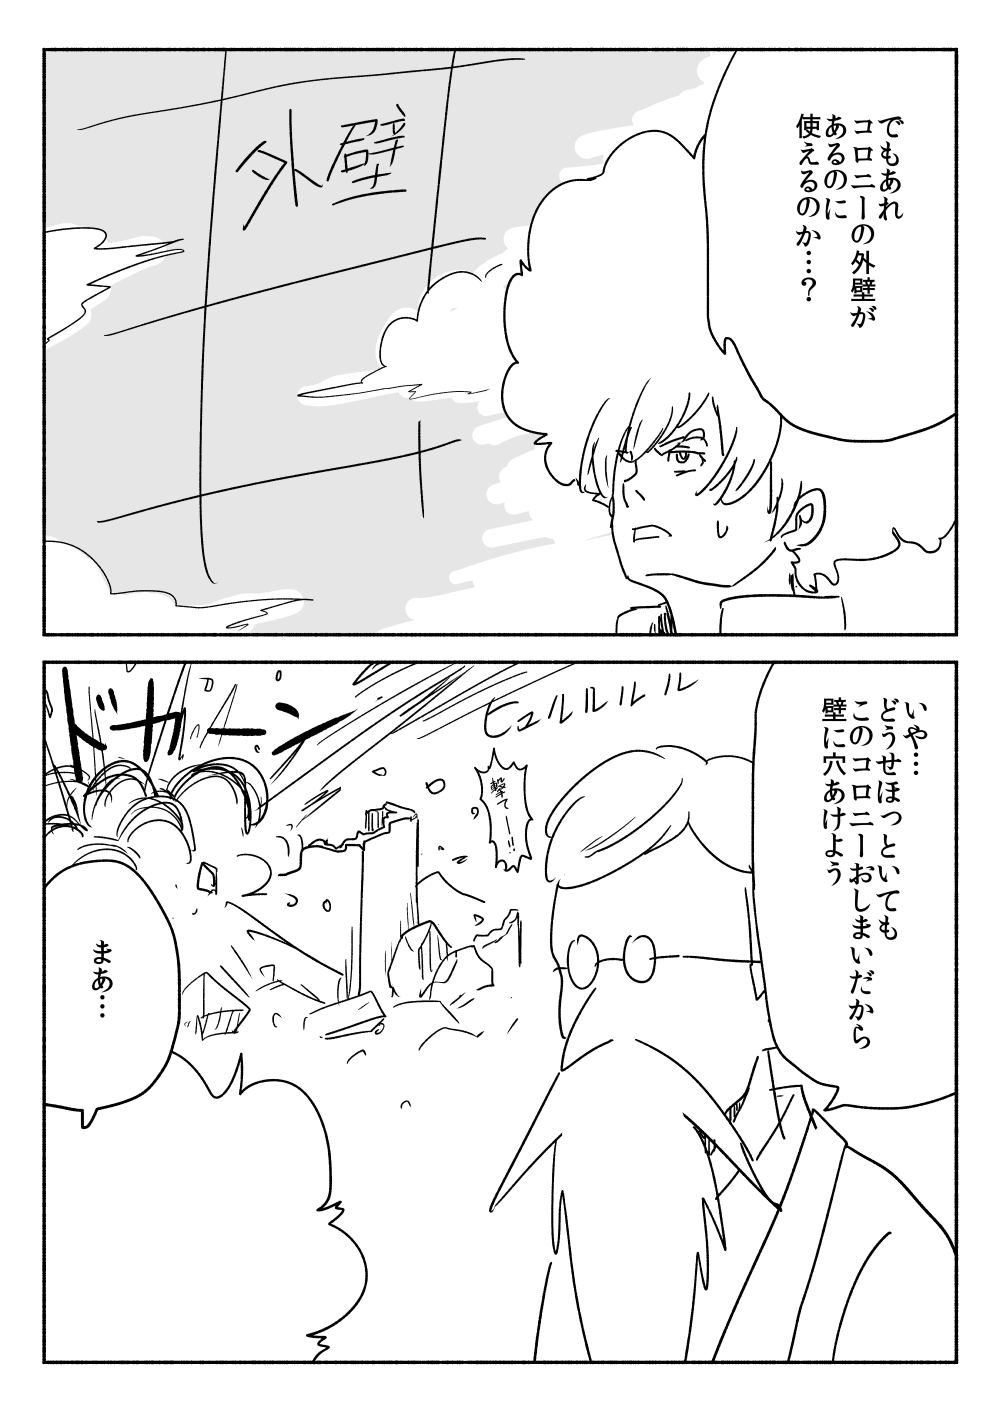 でもあれ
コロニーの外壁が
あるのに
使えるのか…?
外壁
いや…
どうせほっといても
このコロニーおしまいだから
壁に穴あけよう
ヒュルルルル
撃てー!!
ドカーン
まあ…